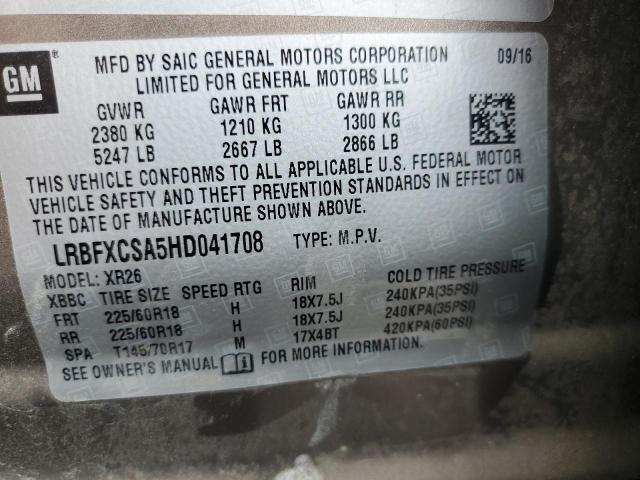 GM ®
MFD BY SAIC GENERAL MOTORS CORPORATION 09/16
LIMITED FOR GENERAL MOTORS LLC
GVWR GAWR FRT GAWR RR
2380 KG 1210 KG 1300 KG
5247 LB 2667 LB 2866 LB
THIS VEHICLE CONFORMS TO ALL APPLICABLE U.S. FEDERAL MOTOR
VEHICLE SAFETY AND THEFT PREVENTION STANDARDS IN EFFECT ON
THE DATE OF MANUFACTURE SHOWN ABOVE.
LRBFXCSA5HD041708 TYPE: M.P.V.
MODEL: XR26
XBBC TIRE SIZE SPEED RTG RIM COLD TIRE PRESSURE
FRT 225/60R18 H 18X7.5J 240KPA(35PSI)
RR 225/60R18 H 18X7.5J 240KPA(35PSI)
SPA T145/70R17 M 17X4BT 420KPA(60PSI)
SEE OWNER'S MANUAL FOR MORE INFORMATION.